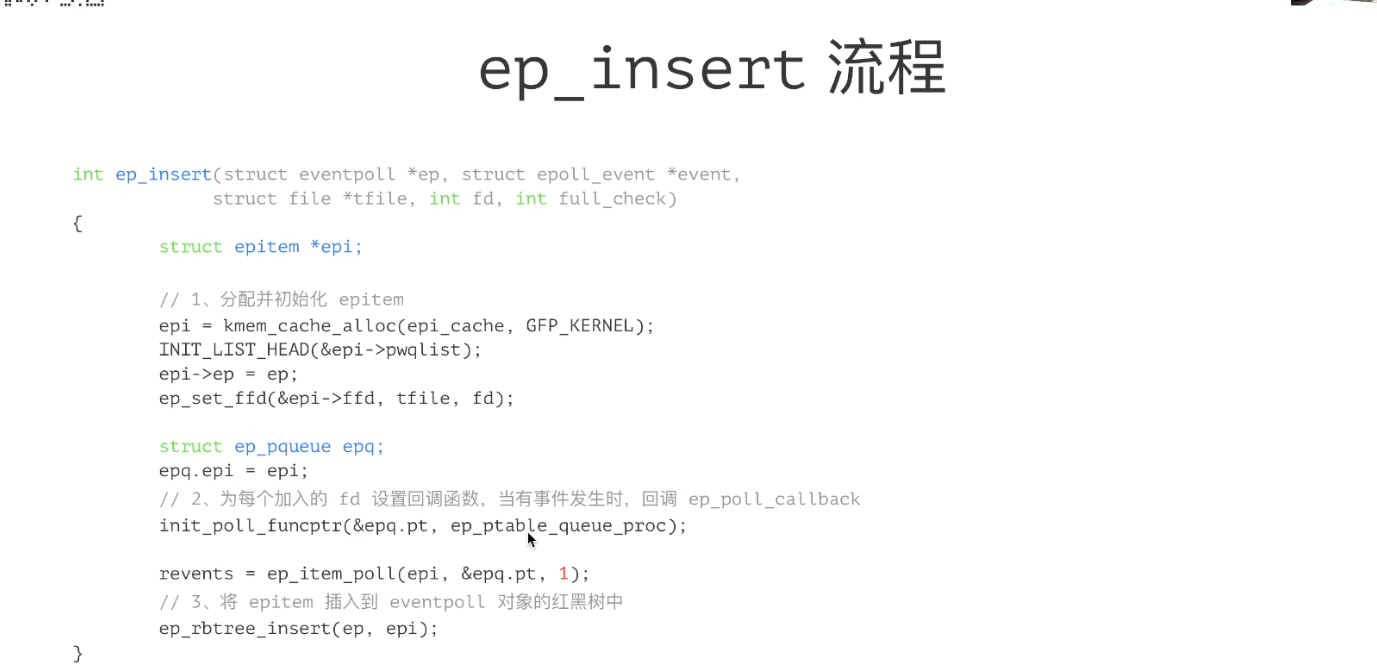 ep_insert 流程
int ep_insert(struct eventpoll *ep, struct epoll_event *event,
struct file *tfile, int fd, int full_check)
{
struct epitem *epi;
// 1、分配并初始化 epitem
epi = kmem_cache_alloc(epi_cache, GFP_KERNEL);
INIT_LIST_HEAD(&epi->pwqlist);
epi->ep = ep;
ep_set_ffd(&epi->ffd, tfile, fd);
struct ep_pqueue epq;
epq.epi = epi;
// 2、为每个加入的 fd 设置回调函数，当有事件发生时，回调 ep_poll_callback
init_poll_funcptr(&epq.pt, ep_ptable_queue_proc);
revents = ep_item_poll(epi, &epq.pt, 1);
// 3、将 epitem 插入到 eventpoll 对象的红黑树中
ep_rbtree_insert(ep, epi);
}